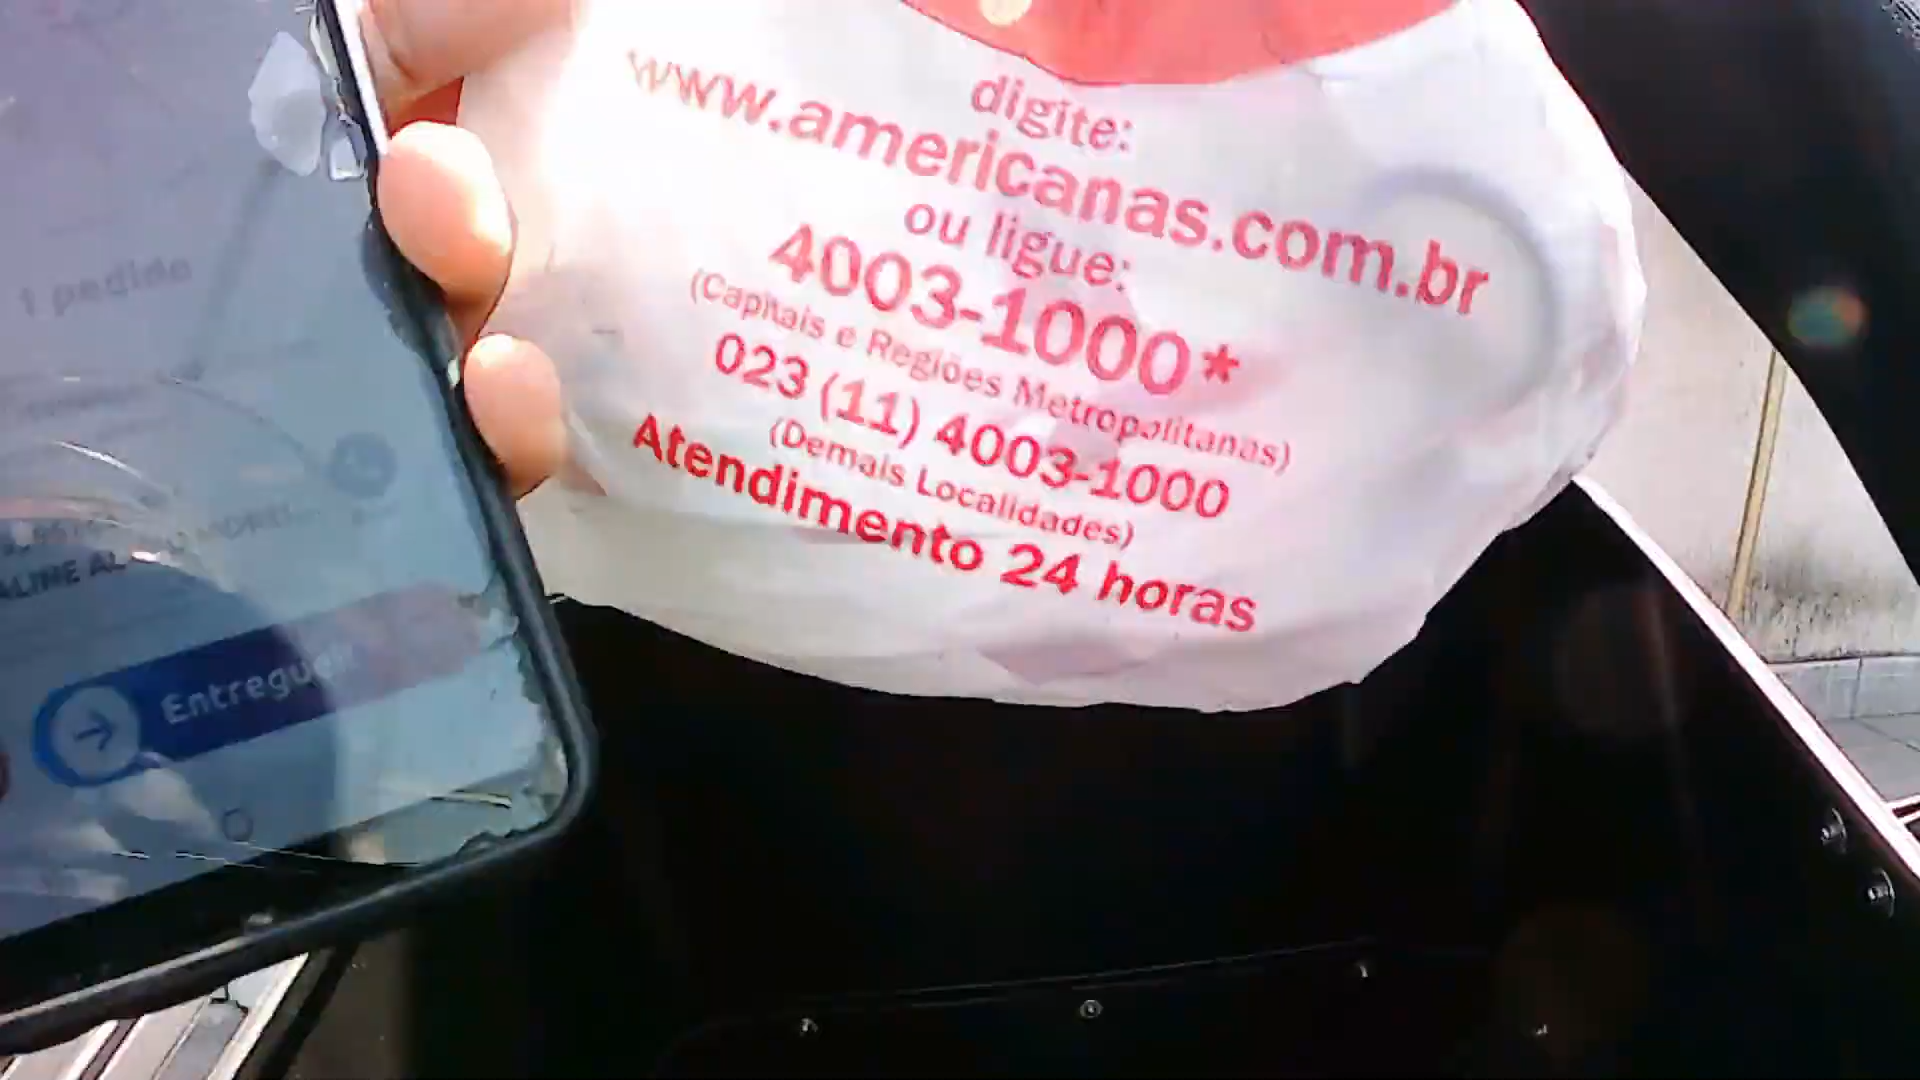 digite:
www.americanas.com.br
ou ligue:
4003-1000*
(Capitais e Regiões Metropolitanas)
023 (11) 4003-1000
(Demais Localidades)
Atendimento 24 horas
1 pedido
ALINE